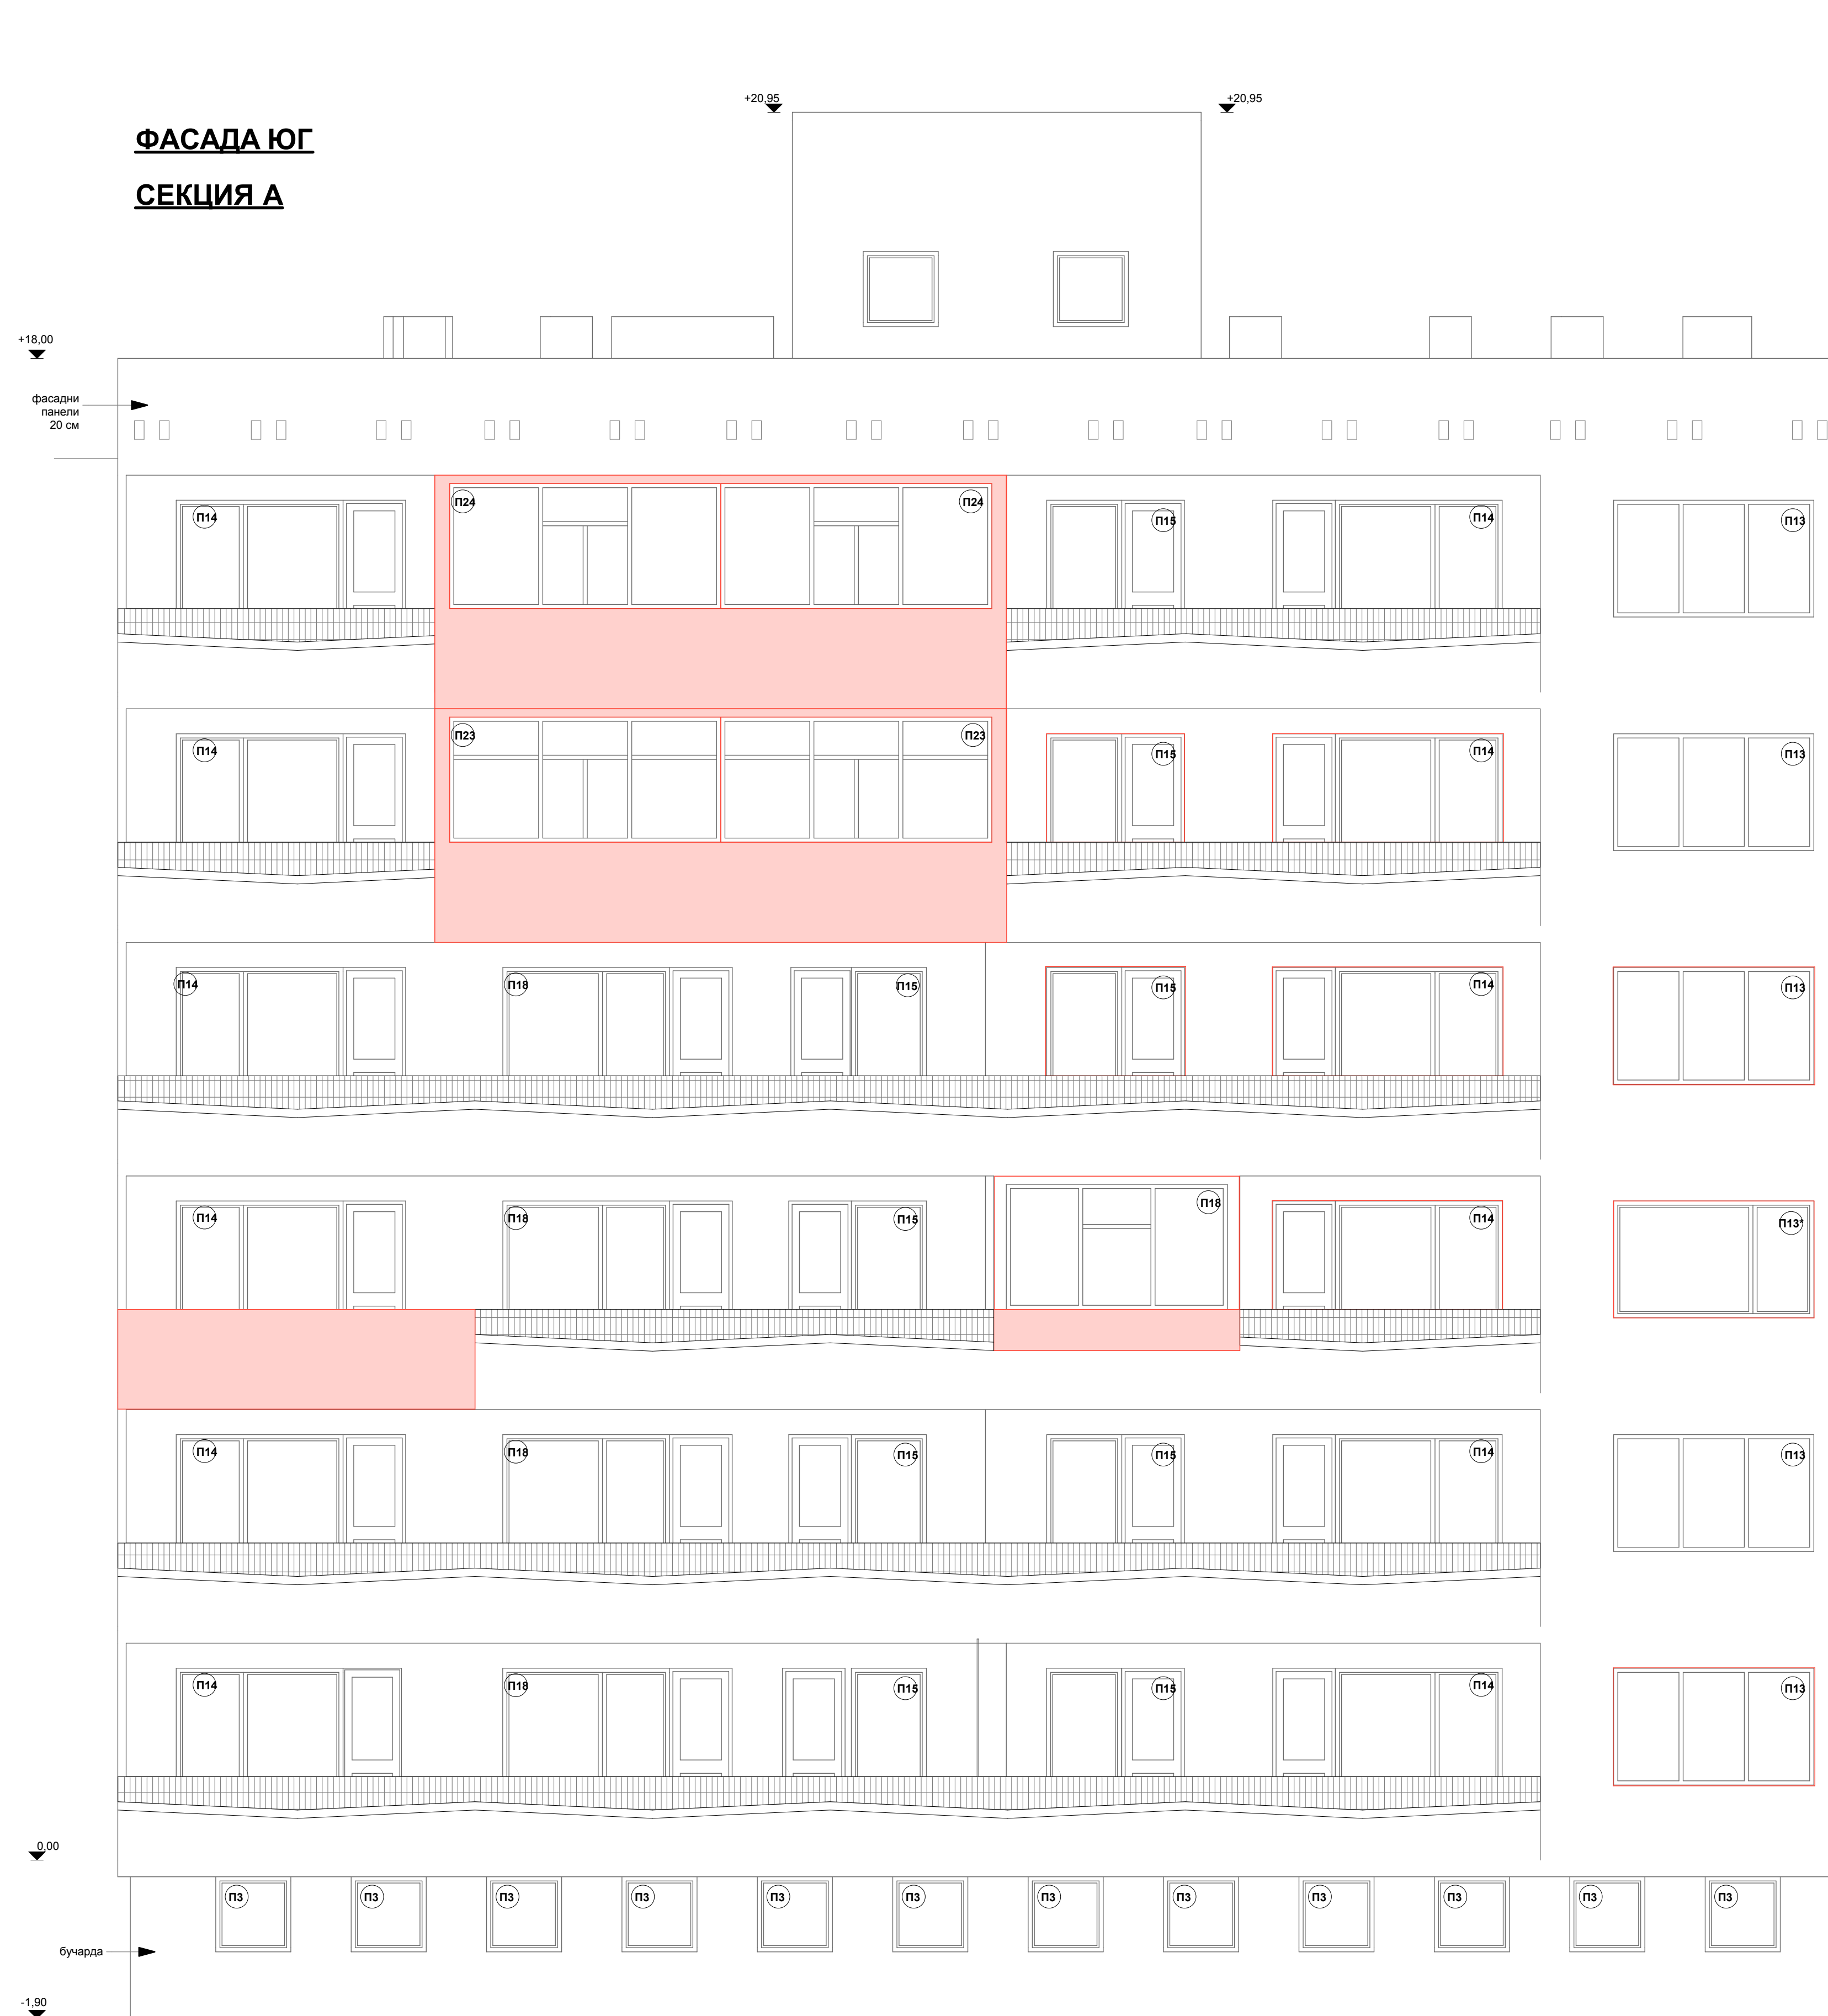 +20,95
+20,95
ФАСАДА ЮГ
СЕКЦИЯ А
+18,00
фасадни
панели
20 см
П24
П24
П14
П15
П14
П13
П23
П23
П14
П15
П14
П13
П14
П18
П15
П15
П14
П13
П14
П18
П15
П18
П14
П13*
П14
П18
П15
П15
П14
П13
П14
П18
П15
П15
П14
П13
0,00
П3
П3
П3
П3
П3
П3
П3
П3
П3
П3
П3
П3
бучарда
-1,90